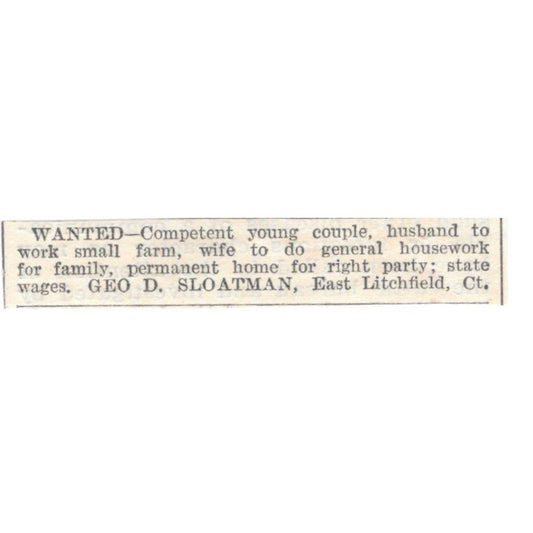 WANTED—Competent young couple, husband to
work small farm, wife to do general housework
for family, permanent home for right party; state
wages. GEO D. SLOATMAN, East Litchfield, Ct.